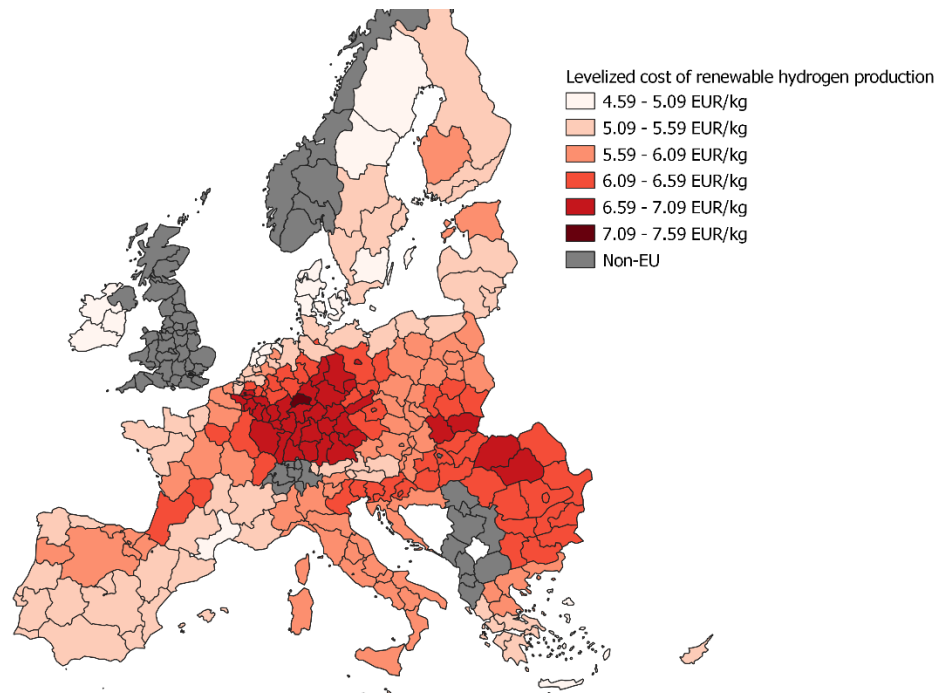 Levelized cost of renewable hydrogen production
4.59 - 5.09 EUR/kg
5.09 - 5.59 EUR/kg
5.59 - 6.09 EUR/kg
6.09 - 6.59 EUR/kg
6.59 - 7.09 EUR/kg
7.09 - 7.59 EUR/kg
Non-EU